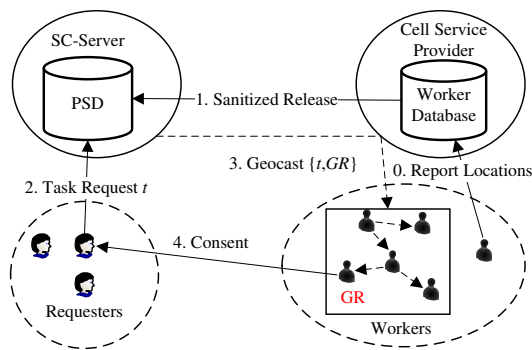 SC-Server
PSD
Cell Service
Provider
Worker
Database
1. Sanitized Release
3. Geocast {t,GR}
0. Report Locations
2. Task Request t
4. Consent
GR
Requesters
Workers